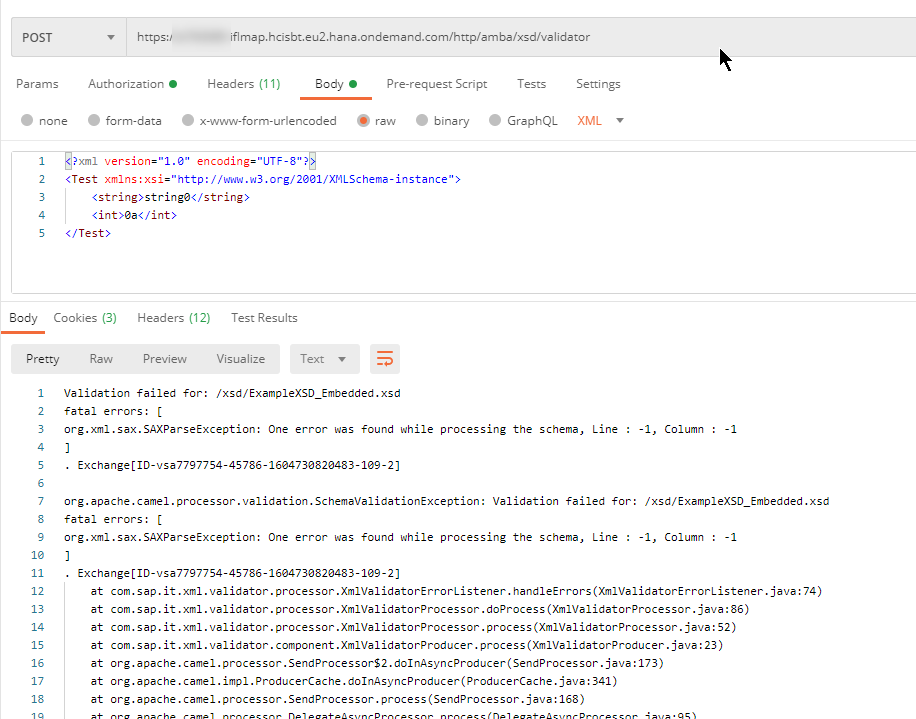 POST https:/ iflmap.hcisbt.eu2.hana.ondemand.com/http/amba/xsd/validator
Params Authorization Headers (11) Body Pre-request Script Tests Settings
none form-data x-www-form-urlencoded raw binary GraphQL XML
1 <?xml version="1.0" encoding="UTF-8"?>
2 <Test xmlns:xsi="http://www.w3.org/2001/XMLSchema-instance">
3 <string>string0</string>
4 <int>0a</int>
5 </Test>
Body Cookies (3) Headers (12) Test Results
Pretty Raw Preview Visualize Text
1 Validation failed for: /xsd/ExampleXSD_Embedded.xsd
2 fatal errors: [
3 org.xml.sax.SAXParseException: One error was found while processing the schema, Line : -1, Column : -1
4 ]
5 . Exchange[ID-vsa7797754-45786-1604730820483-109-2]
6
7 org.apache.camel.processor.validation.SchemaValidationException: Validation failed for: /xsd/ExampleXSD_Embedded.xsd
8 fatal errors: [
9 org.xml.sax.SAXParseException: One error was found while processing the schema, Line : -1, Column : -1
10 ]
11 . Exchange[ID-vsa7797754-45786-1604730820483-109-2]
12 at com.sap.it.xml.validator.processor.XmlValidatorErrorListener.handleErrors(XmlValidatorErrorListener.java:74)
13 at com.sap.it.xml.validator.processor.XmlValidatorProcessor.doProcess(XmlValidatorProcessor.java:86)
14 at com.sap.it.xml.validator.processor.XmlValidatorProcessor.process(XmlValidatorProcessor.java:52)
15 at com.sap.it.xml.validator.component.XmlValidatorProducer.process(XmlValidatorProducer.java:23)
16 at org.apache.camel.processor.SendProcessor$2.doInAsyncProducer(SendProcessor.java:173)
17 at org.apache.camel.impl.ProducerCache.doInAsyncProducer(ProducerCache.java:341)
18 at org.apache.camel.processor.SendProcessor.process(SendProcessor.java:168)
19 at org.apache.camel.processor.DelegateAsyncProcessor.process(DelegateAsyncProcessor.java:95)